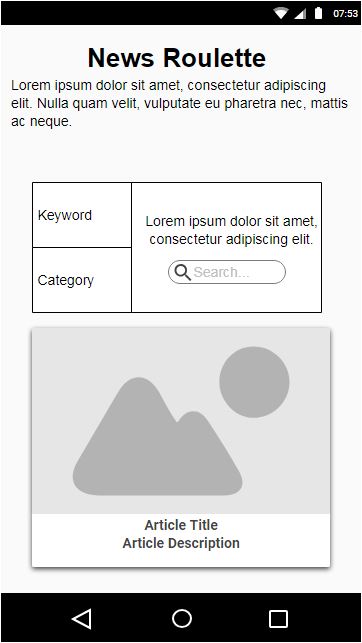 07:53
News Roulette
Lorem ipsum dolor sit amet, consectetur adipiscing
elit. Nulla quam velit, vulputate eu pharetra nec, mattis
ac neque.
Keyword
Category
Lorem ipsum dolor sit amet,
consectetur adipiscing elit.
Search...
Article Title
Article Description